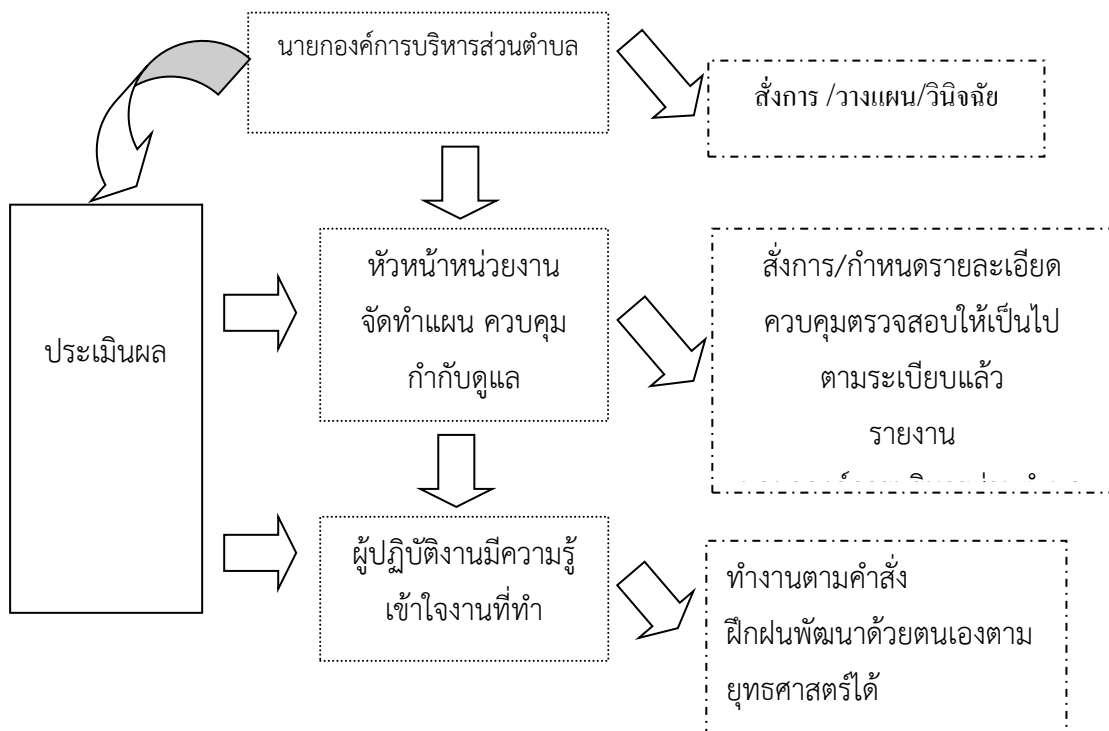 นายกองค์การบริหารส่วนตำบล
สั่งการ /วางแผน/วินิจฉัย
ประเมินผล
หัวหน้าหน่วยงาน
จัดทำแผน ควบคุม
กำกับดูแล
สั่งการ/กำหนดรายละเอียด
ควบคุมตรวจสอบให้เป็นไป
ตามระเบียบแล้ว
รายงาน
ผู้ปฏิบัติงานมีความรู้
เข้าใจงานที่ทำ
ทำงานตามคำสั่ง
ฝึกฝนพัฒนาด้วยตนเองตาม
ยุทธศาสตร์ได้